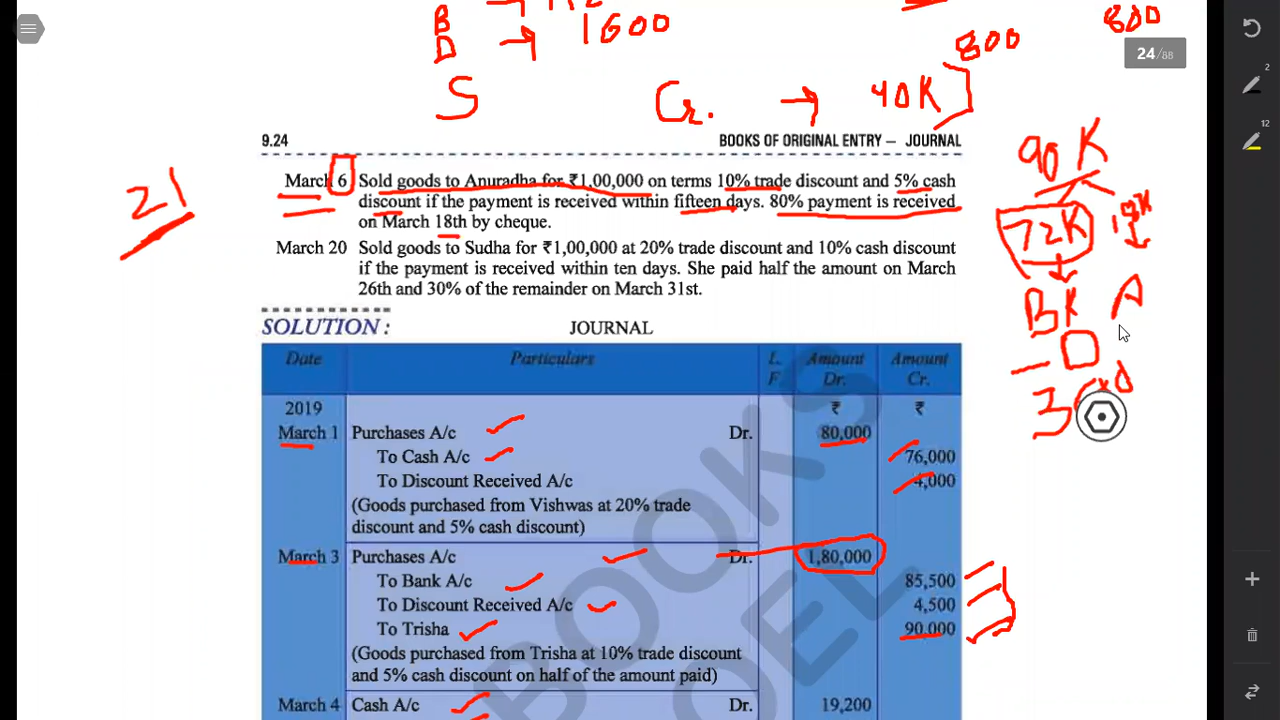 B → 
D → 1600 800 800
S Cr. → 40K]
24/88
2
12
9.24 BOOKS OF ORIGINAL ENTRY – JOURNAL
21
90K
72K 18K
BK A
D
March 6 Sold goods to Anuradha for ₹1,00,000 on terms 10% trade discount and 5% cash
discount if the payment is received within fifteen days. 80% payment is received
on March 18th by cheque.
March 20 Sold goods to Sudha for ₹1,00,000 at 20% trade discount and 10% cash discount
if the payment is received within ten days. She paid half the amount on March
26th and 30% of the remainder on March 31st.
SOLUTION : JOURNAL
Date Particulars L. F. Amount Dr. Amount Cr.
2019 ₹ ₹
March 1 Purchases A/c Dr. 80,000
To Cash A/c 76,000
To Discount Received A/c 4,000
(Goods purchased from Vishwas at 20% trade
discount and 5% cash discount)
March 3 Purchases A/c Dr. 1,80,000
To Bank A/c 85,500
To Discount Received A/c 4,500
To Trisha 90,000
(Goods purchased from Trisha at 10% trade discount
and 5% cash discount on half of the amount paid)
March 4 Cash A/c Dr. 19,200